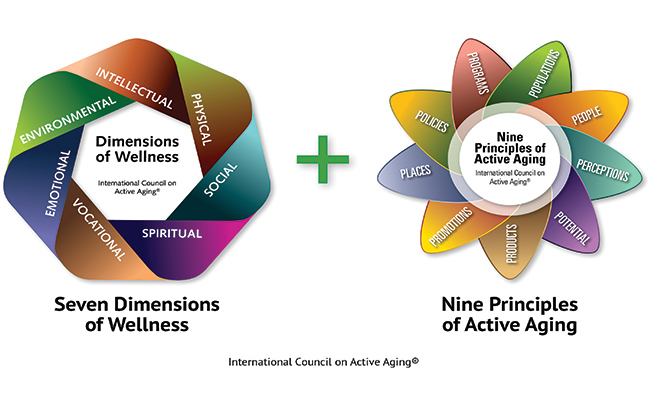 INTELLECTUAL
PHYSICAL
SOCIAL
SPIRITUAL
VOCATIONAL
EMOTIONAL
ENVIRONMENTAL
Dimensions
of Wellness
International Council on
Active Aging®
Seven Dimensions
of Wellness
+
PROGRAMS
POPULATIONS
PEOPLE
PERCEPTIONS
POTENTIAL
PRODUCTS
PROMOTIONS
PLACES
POLICIES
Nine
Principles of
Active Aging
International Council on
Active Aging®
Nine Principles
of Active Aging
International Council on Active Aging®